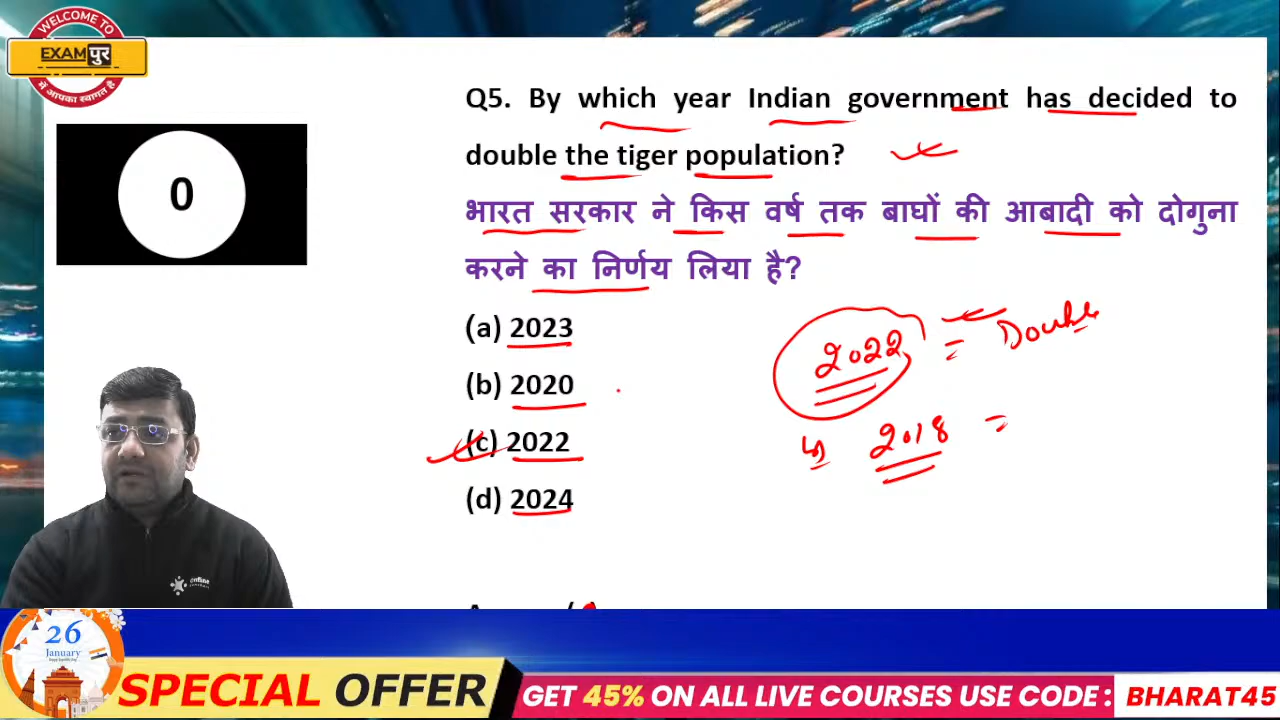 WELCOME TO
EXAMपुर
में आपका स्वागत है
0
Q5. By which year Indian government has decided to
double the tiger population?
भारत सरकार ने किस वर्ष तक बाघों की आबादी को दोगुना
करने का निर्णय लिया है?
(a) 2023
(b) 2020
(c) 2022
(d) 2024
2022 = Double
2018 =
26
January
SPECIAL OFFER
GET 45% ON ALL LIVE COURSES USE CODE : BHARAT45